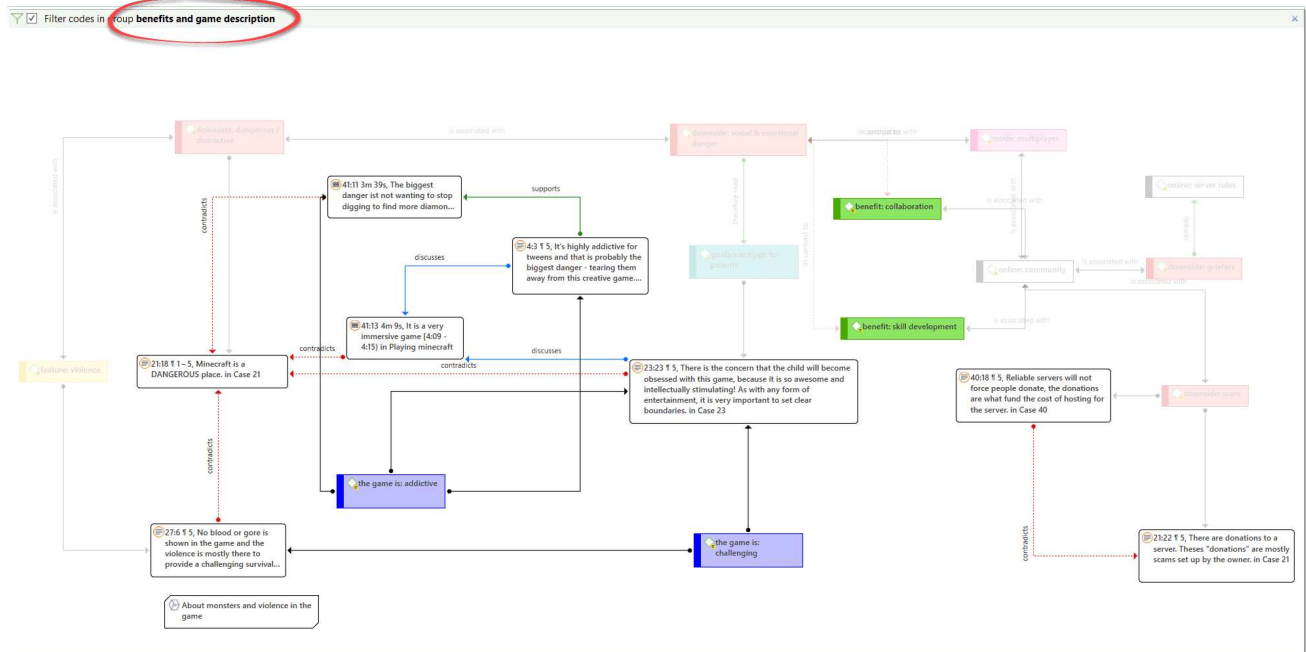 Filter codes in group benefits and game description
downside: dangerous /
distructive
is associated with
downside: social & emotional
danger
mode: multiplayer
41:11 3m 39s, The biggest
danger ist not wanting to stop
digging to find more diamon...
supports
contradicts
is associated with
therefore read
benefit: collaboration
is associated with
is associated with
online: server rules
remedy
4:3 ¶ 5, It's highly addictive for
tweens and that is probably the
biggest danger - tearing them
away from this creative game....
discusses
guidance: tipps for
parents
in contrast to
online: community
is associated with
downside: griefers
is associated with
41:13 4m 9s, It is a very
immersive game [4:09 -
4:15) in Playing minecraft
benefit: skill development
is associated with
contradicts
discusses
contradicts
feature: violence
21:18 ¶ 1 – 5, Minecraft is a
DANGEROUS place. in Case 21
23:23 ¶ 5, There is the concern that the child will become
obsessed with this game, because it is so awesome and
intellectually stimulating! As with any form of
entertainment, it is very important to set clear
boundaries. in Case 23
40:18 ¶ 5, Reliable servers will not
force people donate, the donations
are what fund the cost of hosting for
the server. in Case 40
downside: scam
contradicts
the game is: addictive
27:6 ¶ 5, No blood or gore is
shown in the game and the
violence is mostly there to
provide a challenging survival...
the game is:
challenging
contradicts
21:22 ¶ 5, There are donations to a
server. Theses "donations" are mostly
scams set up by the owner. in Case 21
About monsters and violence in the
game